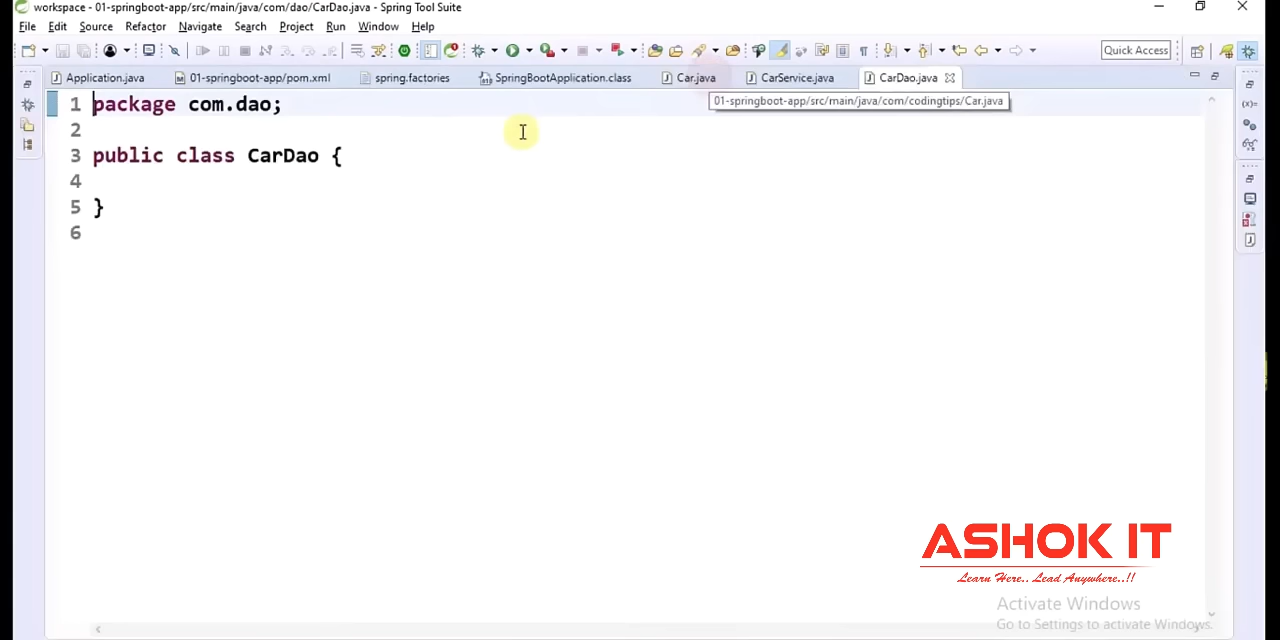 workspace - 01-springboot-app/src/main/java/com/dao/CarDao.java - Spring Tool Suite
File Edit Source Refactor Navigate Search Project Run Window Help
Quick Access
Application.java 01-springboot-app/pom.xml spring.factories SpringBootApplication.class Car.java CarService.java CarDao.java
01-springboot-app/src/main/java/com/codingtips/Car.java
1 package com.dao;
2
3 public class CarDao {
4
5 }
6
ASHOK IT
Learn Here.. Lead Anywhere..!!
Activate Windows
Go to Settings to activate Windows.